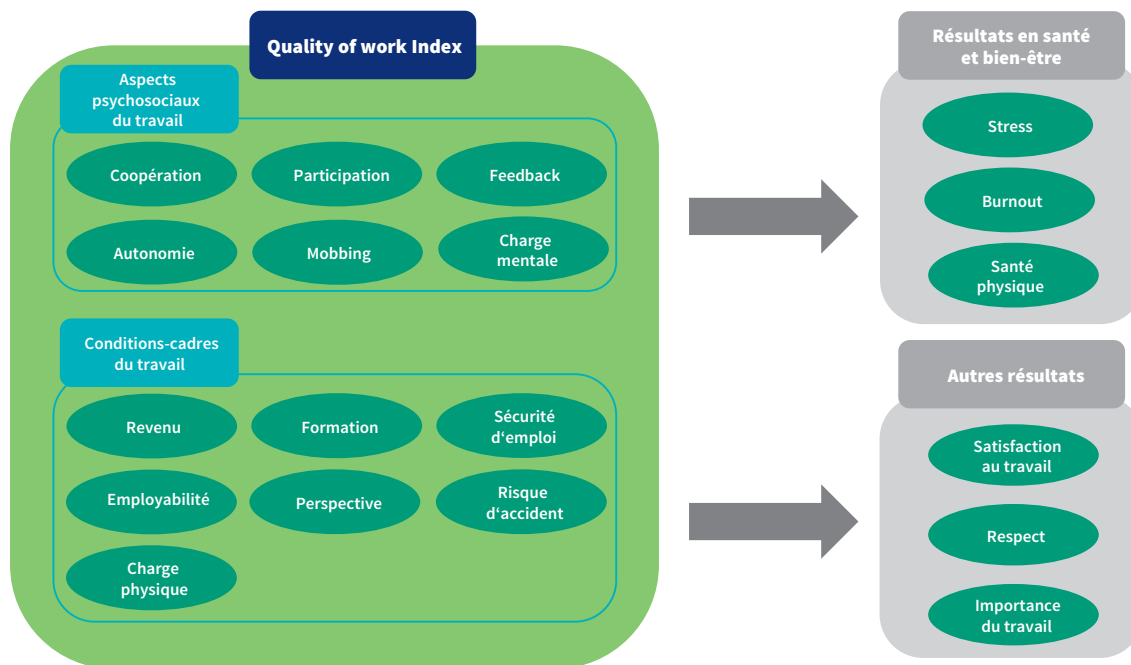 Quality of work Index
Aspects
psychosociaux
du travail
Coopération
Participation
Feedback
Autonomie
Mobbing
Charge
mentale
Conditions-cadres
du travail
Revenu
Formation
Sécurité
d‘emploi
Employabilité
Perspective
Risque
d‘accident
Charge
physique
Résultats en santé
et bien-être
Stress
Burnout
Santé
physique
Autres résultats
Satisfaction
au travail
Respect
Importance
du travail